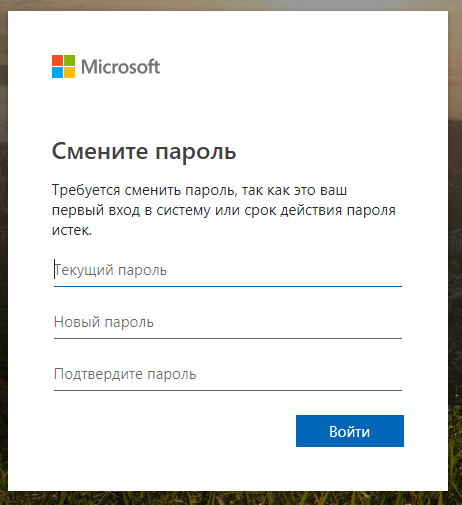 Microsoft
Смените пароль
Требуется сменить пароль, так как это ваш
первый вход в систему или срок действия пароля
истек.
Текущий пароль
Новый пароль
Подтвердите пароль
Войти